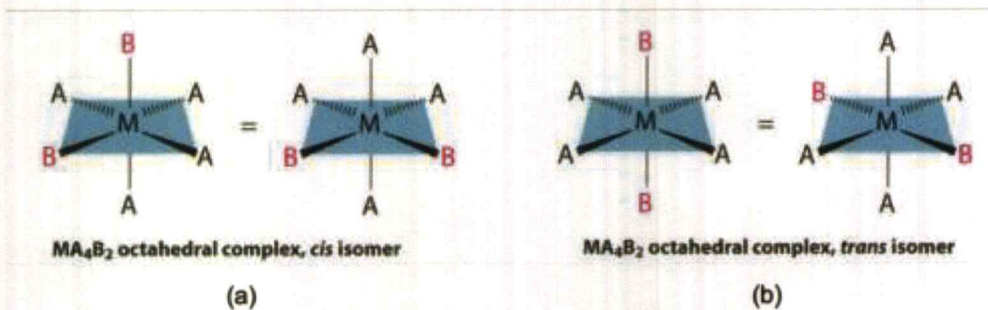 B A B A
A A A A A A B A
M = M M = M
B A B B A A A B
A A B A
MA₄B₂ octahedral complex, cis isomer MA₄B₂ octahedral complex, trans isomer
(a) (b)